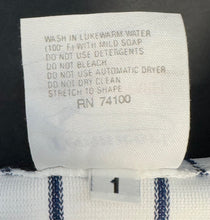 WASH IN LUKEWARM WATER
(100° F) WITH MILD SOAP
DO NOT USE DETERGENTS
DO NOT BLEACH
DO NOT USE AUTOMATIC DRYER
DO NOT DRY CLEAN
STRETCH TO SHAPE
RN 74100
1